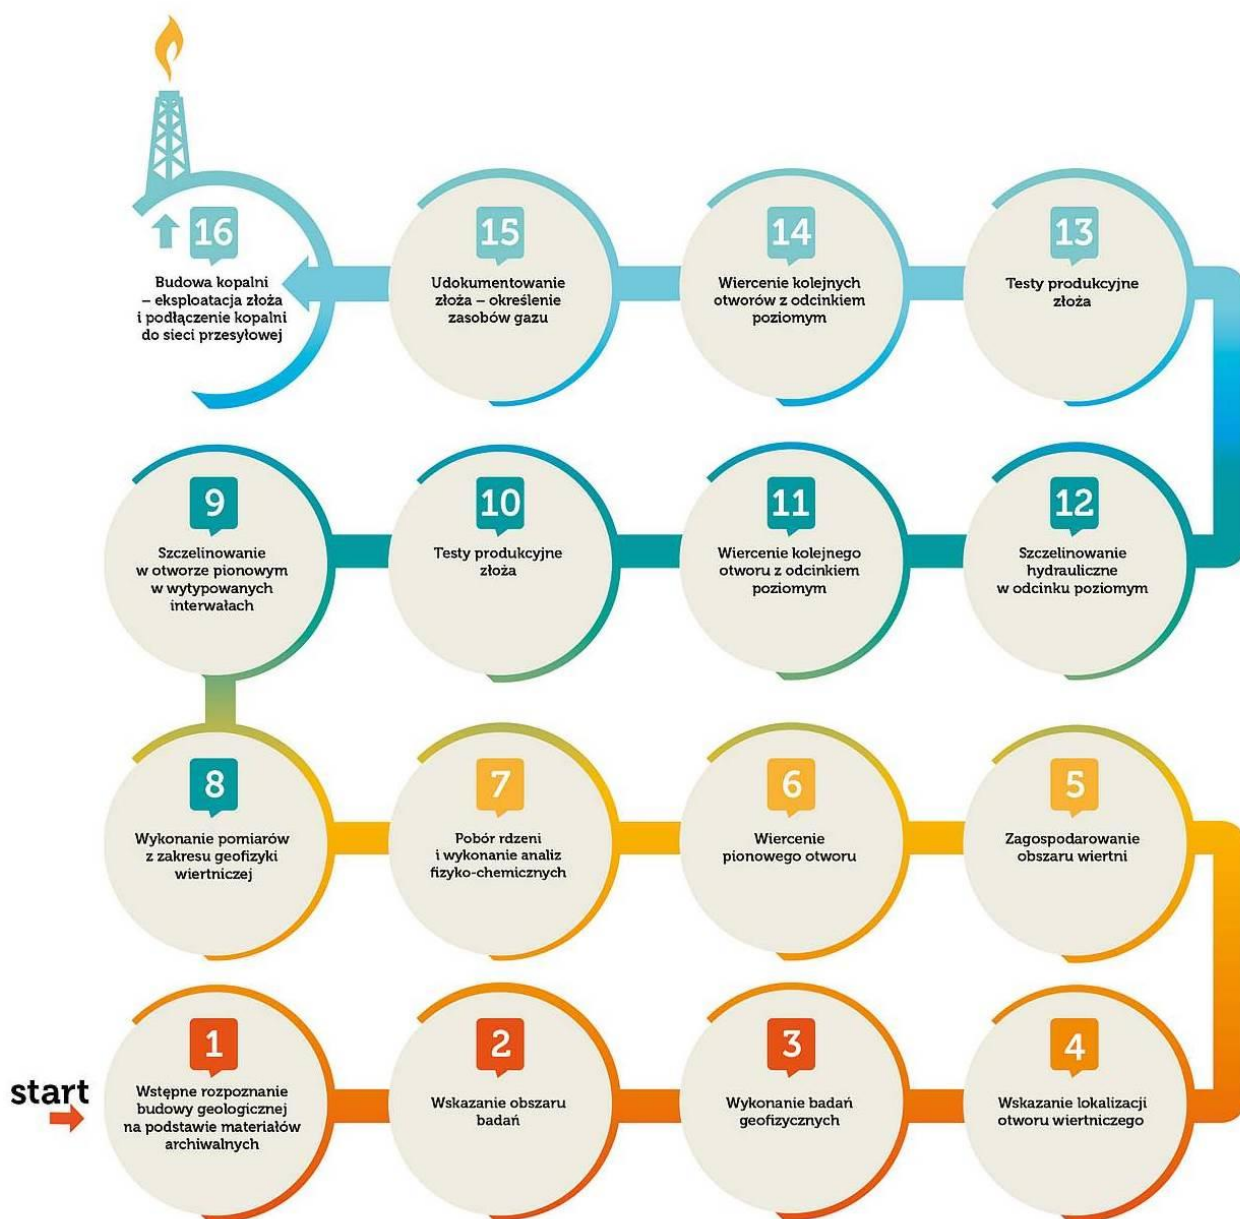 16
Budowa kopalni
– eksploatacja złoża
i podłączenie kopalni
do sieci przesyłowej
15
Udokumentowanie
złoża – określenie
zasobów gazu
14
Wiercenie kolejnych
otworów z odcinkiem
poziomym
13
Testy produkcyjne
złoża
9
Szczelinowanie
w otworze pionowym
w wytypowanych
interwałach
10
Testy produkcyjne
złoża
11
Wiercenie kolejnego
otworu z odcinkiem
poziomym
12
Szczelinowanie
hydrauliczne
w odcinku poziomym
8
Wykonanie pomiarów
z zakresu geofizyki
wiertniczej
7
Pobór rdzeni
i wykonanie analiz
fizyko-chemicznych
6
Wiercenie
pionowego otworu
5
Zagospodarowanie
obszaru wiertni
start
1
Wstępne rozpoznanie
budowy geologicznej
na podstawie materiałów
archiwalnych
2
Wskazanie obszaru
badań
3
Wykonanie badań
geofizycznych
4
Wskazanie lokalizacji
otworu wiertniczego